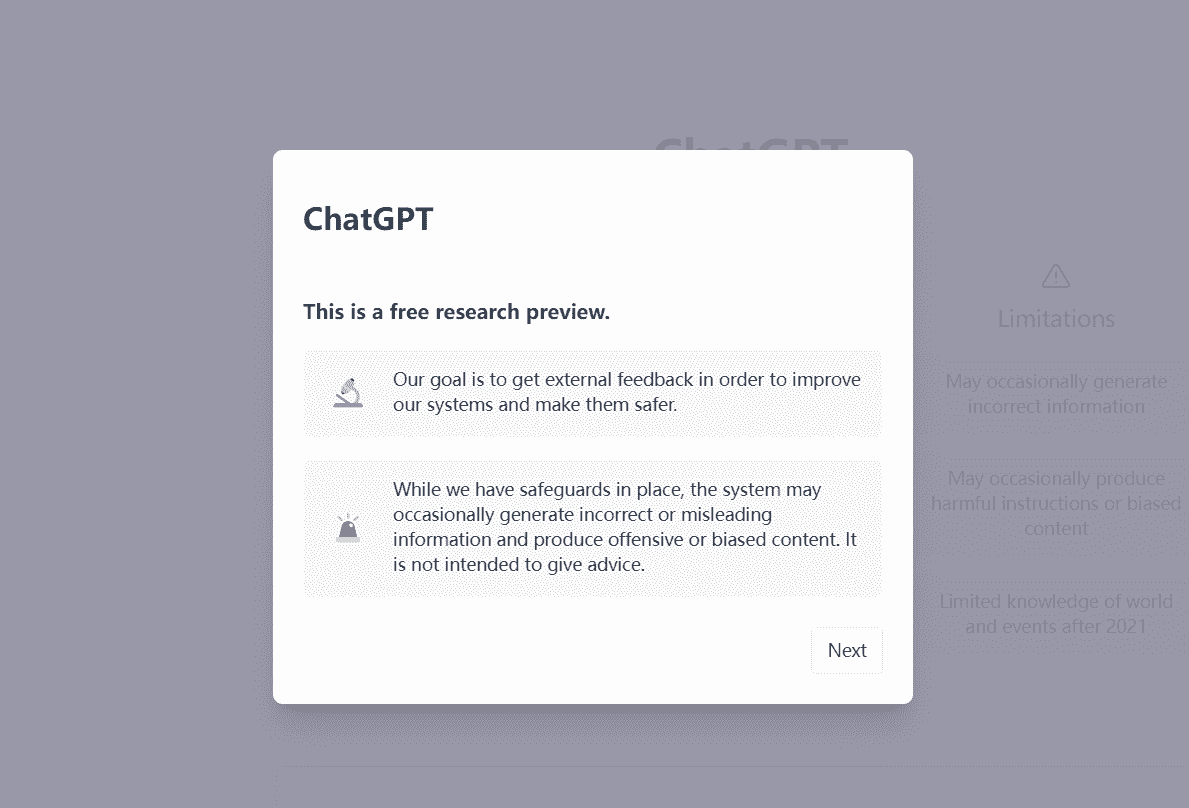 ChatGPT
ChatGPT
This is a free research preview.
Our goal is to get external feedback in order to improve
our systems and make them safer.
While we have safeguards in place, the system may
occasionally generate incorrect or misleading
information and produce offensive or biased content. It
is not intended to give advice.
Next
Limitations
May occasionally generate
incorrect information
May occasionally produce
harmful instructions or biased
content
Limited knowledge of world
and events after 2021